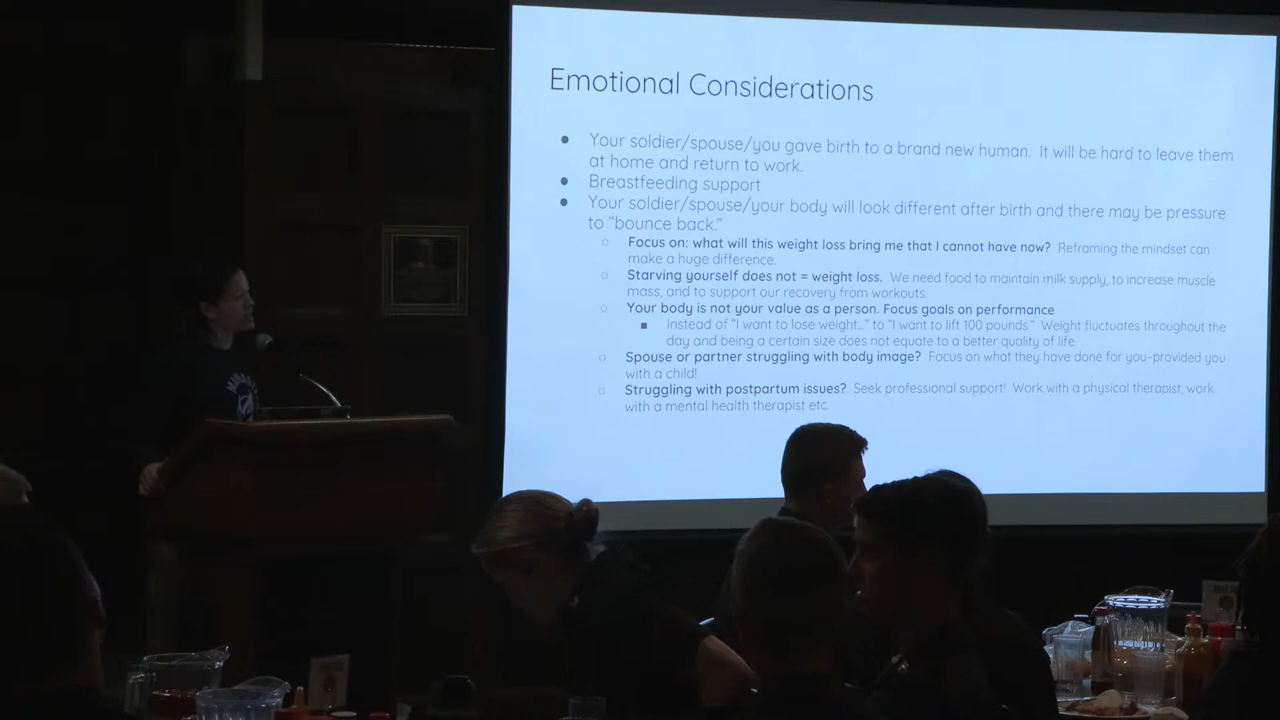 Emotional Considerations
● Your soldier/spouse/you gave birth to a brand new human. It will be hard to leave them
at home and return to work.
● Breastfeeding support
● Your soldier/spouse/your body will look different after birth and there may be pressure
to “bounce back.”
○ Focus on: what will this weight loss bring me that I cannot have now? Reframing the mindset can
make a huge difference.
○ Starving yourself does not = weight loss. We need food to maintain milk supply, to increase muscle
mass, and to support our recovery from workouts.
○ Your body is not your value as a person. Focus goals on performance
■ Instead of “I want to lose weight…” to “I want to lift 100 pounds.” Weight fluctuates throughout the
day and being a certain size does not equate to a better quality of life.
○ Spouse or partner struggling with body image? Focus on what they have done for you-provided you
with a child!
○ Struggling with postpartum issues? Seek professional support! Work with a physical therapist, work
with a mental health therapist etc.